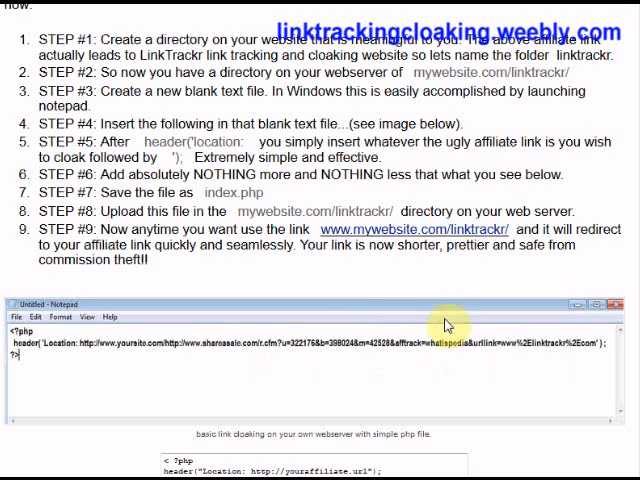 now.
linktrackingcloaking.weebly.com
1. STEP #1: Create a directory on your website that is meaningful to you. The above affiliate link
actually leads to LinkTrackr link tracking and cloaking website so lets name the folder linktrackr.
2. STEP #2: So now you have a directory on your webserver of mywebsite.com/linktrackr/
3. STEP #3: Create a new blank text file. In Windows this is easily accomplished by launching
notepad.
4. STEP #4: Insert the following in that blank text file...(see image below).
5. STEP #5: After header('location: you simply insert whatever the ugly affiliate link is you wish
to cloak followed by '); Extremely simple and effective.
6. STEP #6: Add absolutely NOTHING more and NOTHING less that what you see below.
7. STEP #7: Save the file as index.php
8. STEP #8: Upload this file in the mywebsite.com/linktrackr/ directory on your web server.
9. STEP #9: Now anytime you want use the link www.mywebsite.com/linktrackr/ and it will redirect
to your affiliate link quickly and seamlessly. Your link is now shorter, prettier and safe from
commission theft!!
Untitled - Notepad
File Edit Format View Help
<?php
header( 'Location: http://www.yoursite.com/http://www.shareasale.com/r.cfm?u=322176&b=398024&m=42528&afftrack=whatispedia&urllink=www%2Elinktrackr%2Ecom' ) ;
?>
basic link cloaking on your own webserver with simple php file.
< ?php
header("Location: http://youraffiliate.url");